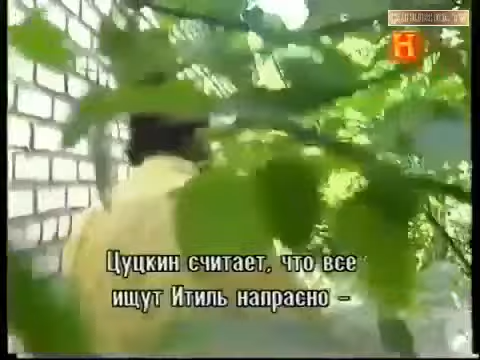 H
Цуцкин считает, что все
ищут Итиль напрасно –